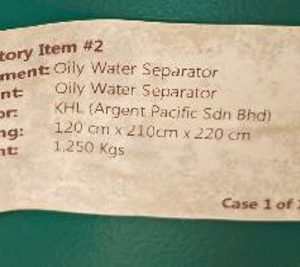 tory Item #2
ment: Oily Water Separator
nt: Oily Water Separator
or: KHL (Argent Pacific Sdn Bhd)
ng: 120 cm x 210cm x 220 cm
ht: 1,250 Kgs
Case 1 of